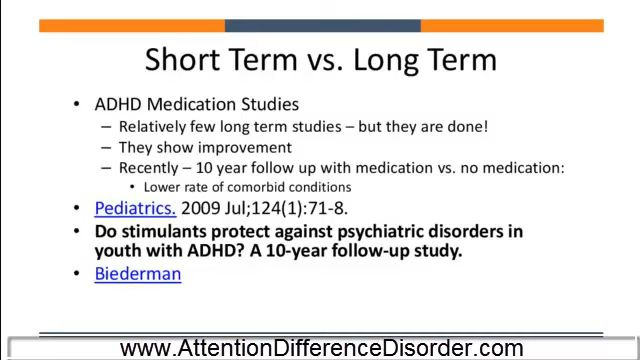 Short Term vs. Long Term
• ADHD Medication Studies
– Relatively few long term studies – but they are done!
– They show improvement
– Recently – 10 year follow up with medication vs. no medication:
• Lower rate of comorbid conditions
• Pediatrics. 2009 Jul;124(1):71-8.
• Do stimulants protect against psychiatric disorders in
youth with ADHD? A 10-year follow-up study.
• Biederman
www.AttentionDifferenceDisorder.com